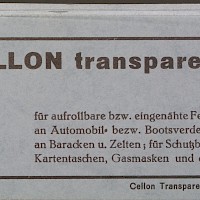 LLON transpare
für aufrollbare bzw. eingenähte Fe
an Automobil- bezw. Bootsverde
an Baracken u. Zelten; für Schutzb
Kartentaschen, Gasmasken und
Cellon Transpare